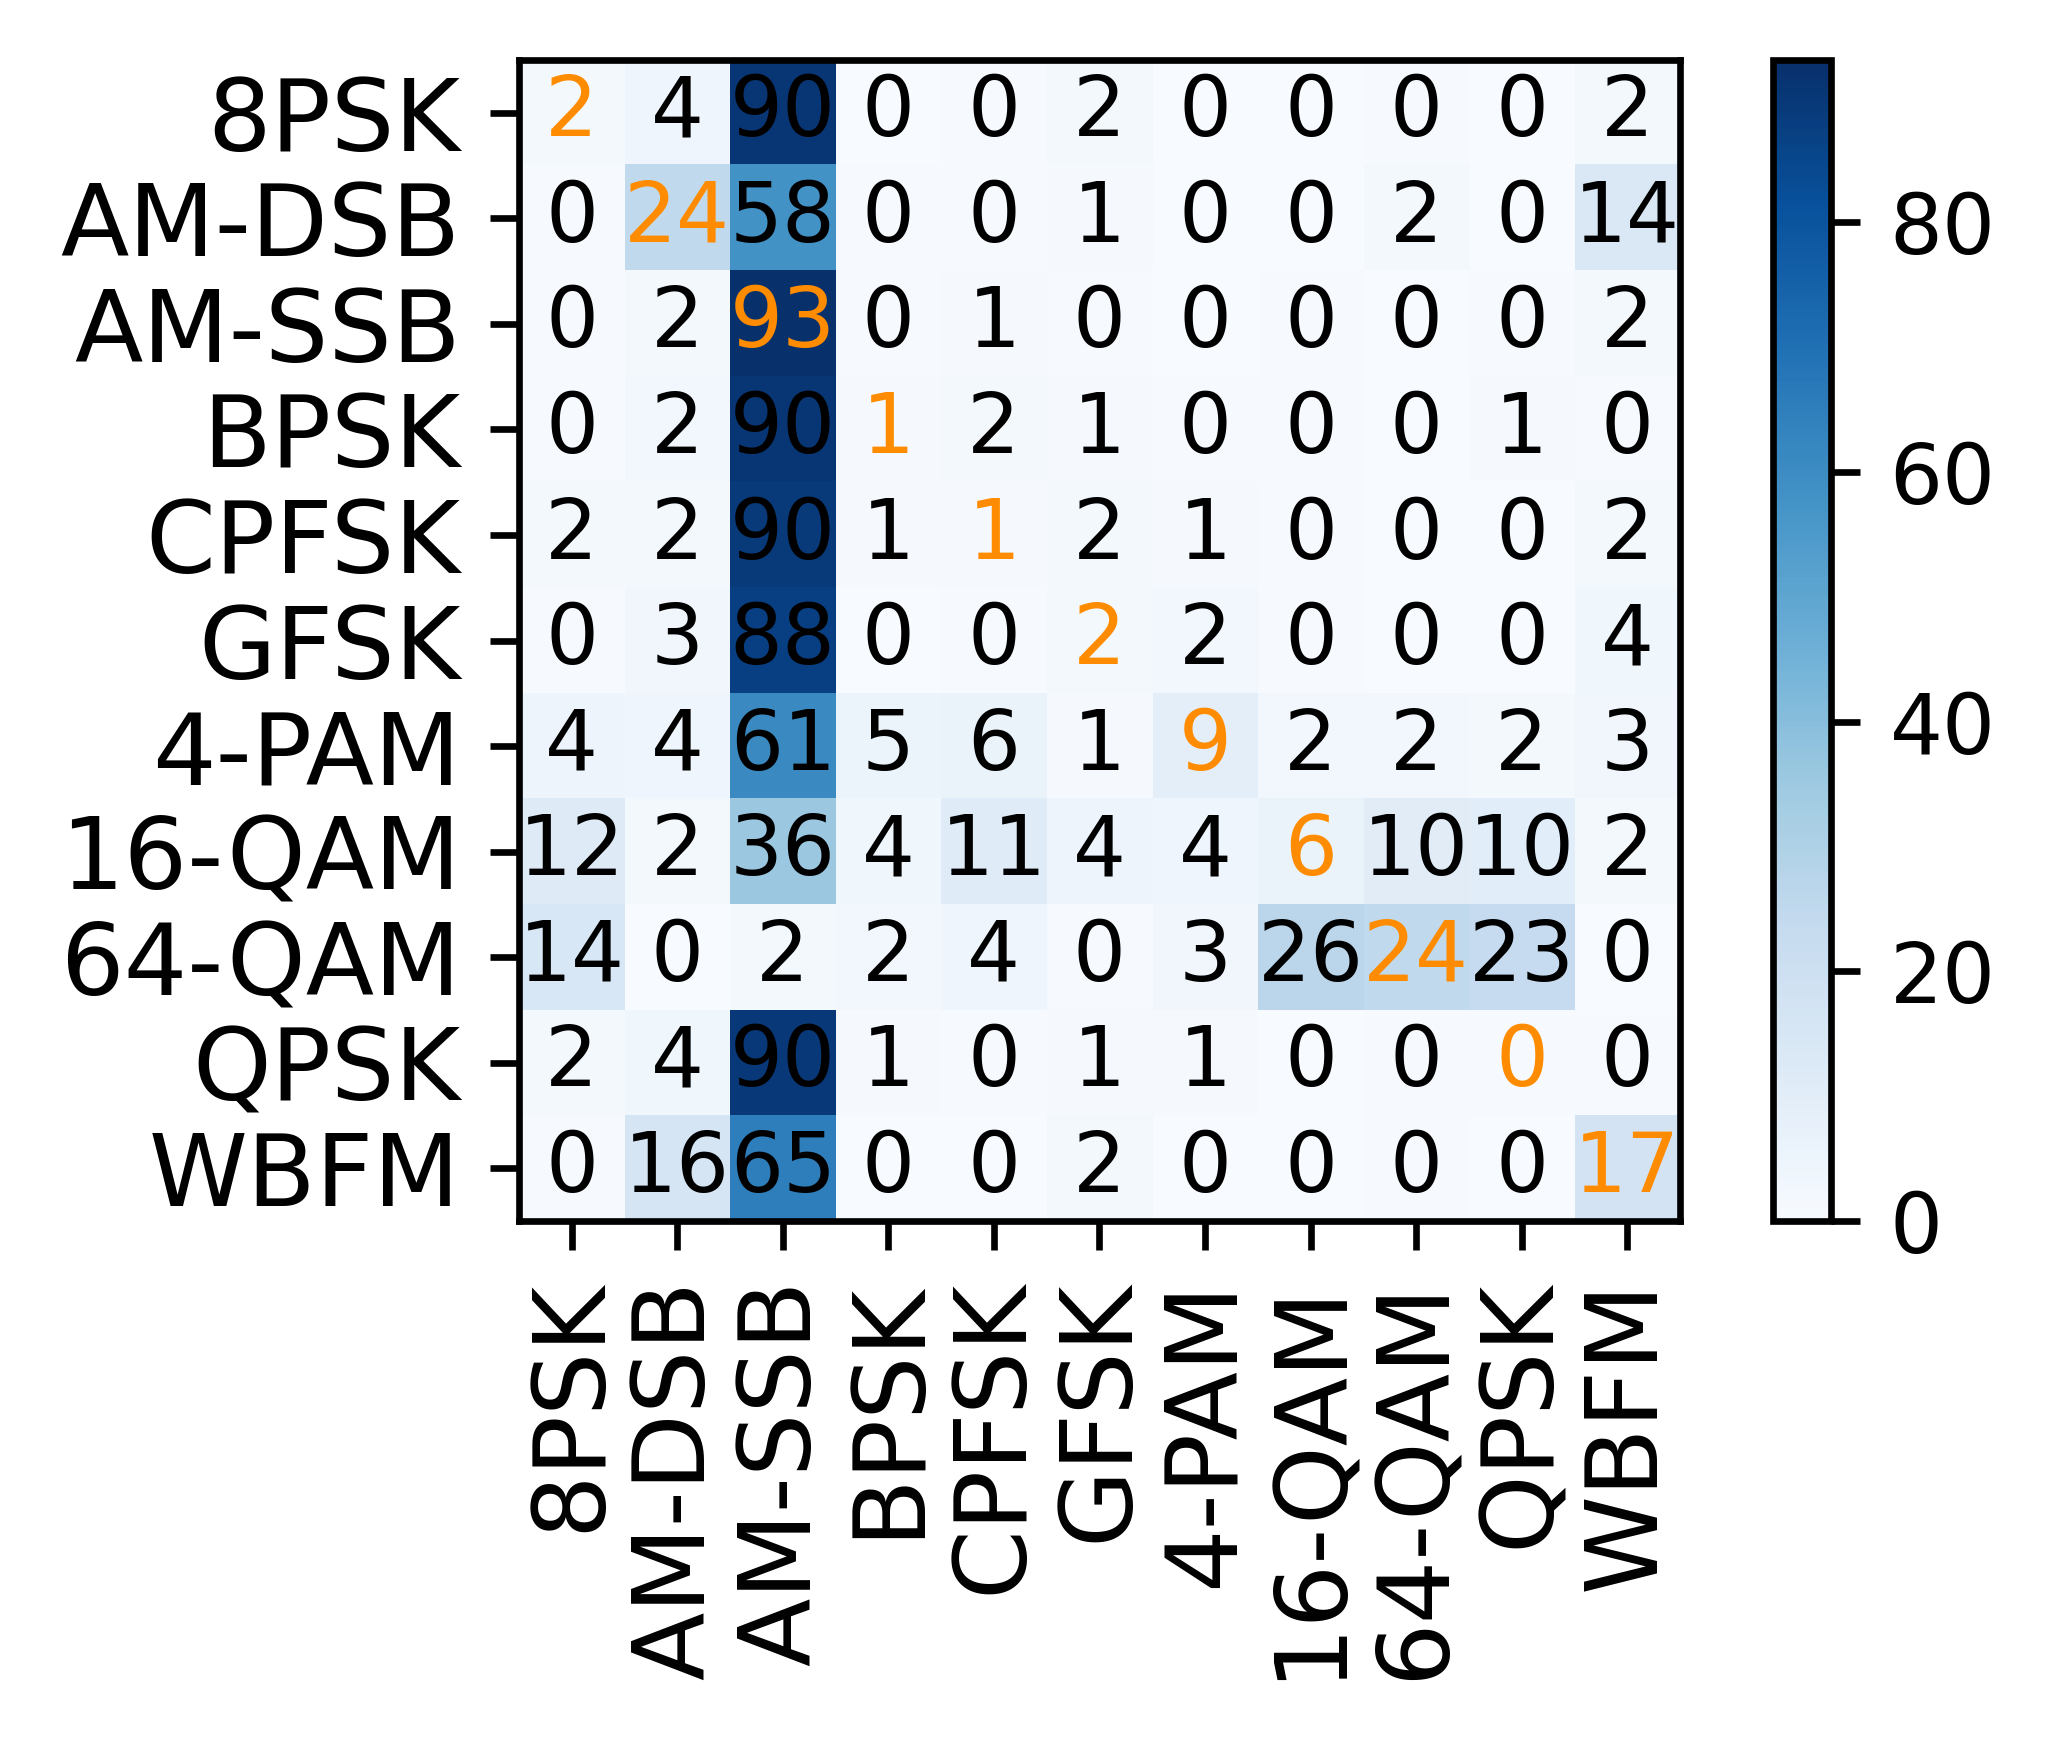 8PSK 2 4 90 0 0 2 0 0 0 0 2
AM-DSB 0 24 58 0 0 1 0 0 2 0 14
AM-SSB 0 2 93 0 1 0 0 0 0 0 2
BPSK 0 2 90 1 2 1 0 0 0 1 0
CPFSK 2 2 90 1 1 2 1 0 0 0 2
GFSK 0 3 88 0 0 2 2 0 0 0 4
4-PAM 4 4 61 5 6 1 9 2 2 2 3
16-QAM 12 2 36 4 11 4 4 6 10 10 2
64-QAM 14 0 2 2 4 0 3 26 24 23 0
QPSK 2 4 90 1 0 1 1 0 0 0 0
WBFM 0 16 65 0 0 2 0 0 0 0 17
8PSK
AM-DSB
AM-SSB
BPSK
CPFSK
GFSK
4-PAM
16-QAM
64-QAM
QPSK
WBFM
80
60
40
20
0